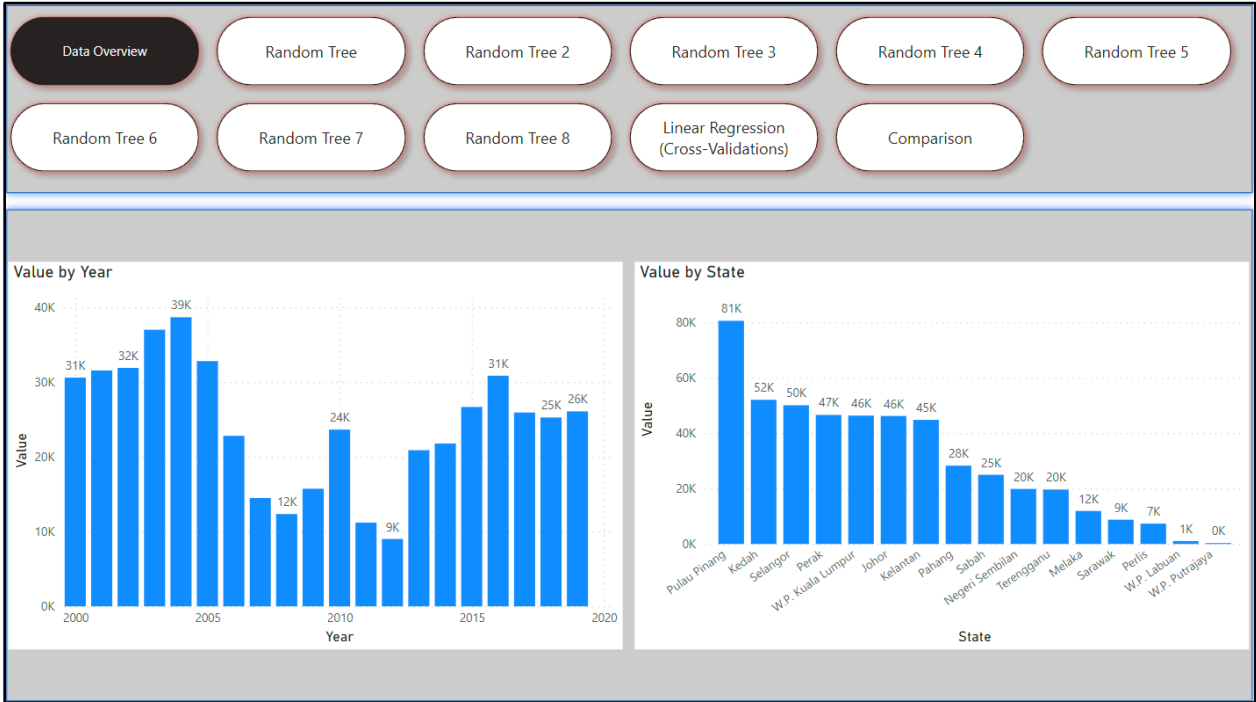 Data Overview
Random Tree
Random Tree 2
Random Tree 3
Random Tree 4
Random Tree 5
Random Tree 6
Random Tree 7
Random Tree 8
Linear Regression
(Cross-Validations)
Comparison
Value by Year
40K
30K
20K
10K
0K
Value
31K
32K
39K
12K
24K
9K
31K
25K
26K
2000
2005
2010
2015
2020
Year
Value by State
80K
60K
40K
20K
0K
Value
81K
52K
50K
47K
46K
46K
45K
28K
25K
20K
20K
12K
9K
7K
1K
0K
Pulau Pinang
Kedah
Selangor
Perak
W.P. Kuala Lumpur
Johor
Kelantan
Pahang
Sabah
Negeri Sembilan
Terengganu
Melaka
Sarawak
Perlis
W.P. Labuan
W.P. Putrajaya
State